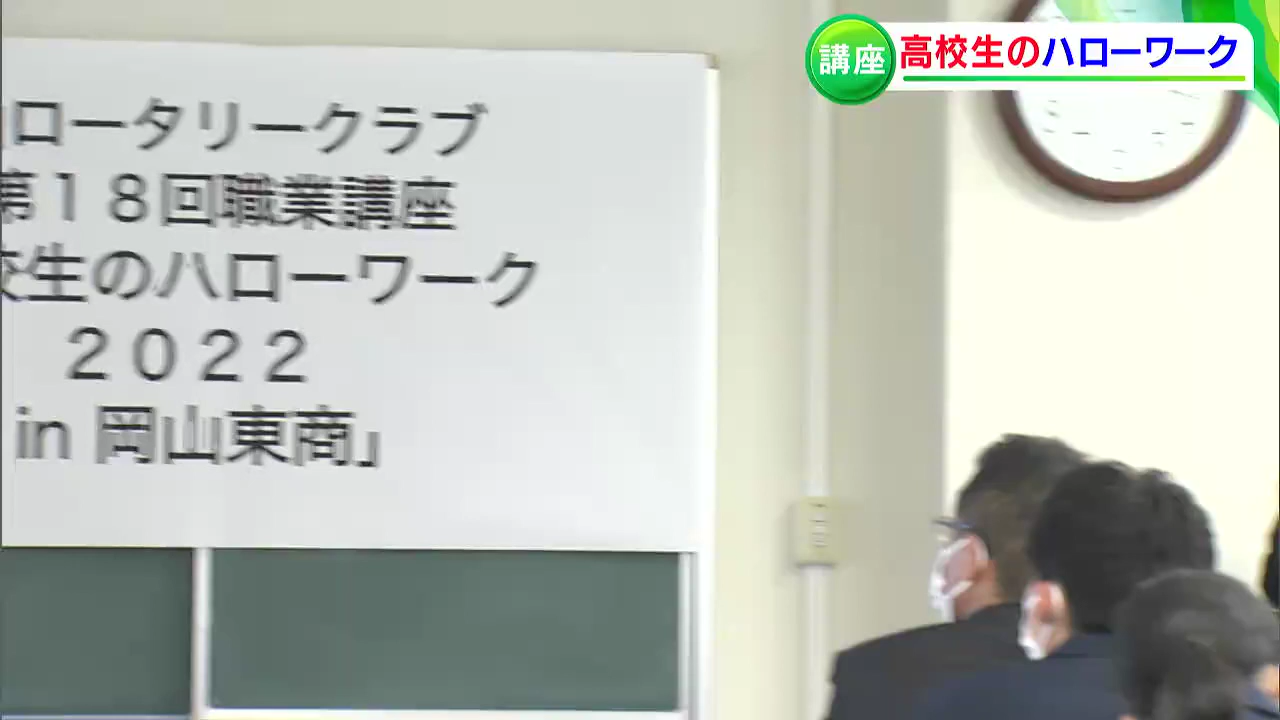 講座
高校生のハローワーク
ロータリークラブ
第１８回職業講座
校生のハローワーク
２０２２
in 岡山東商」